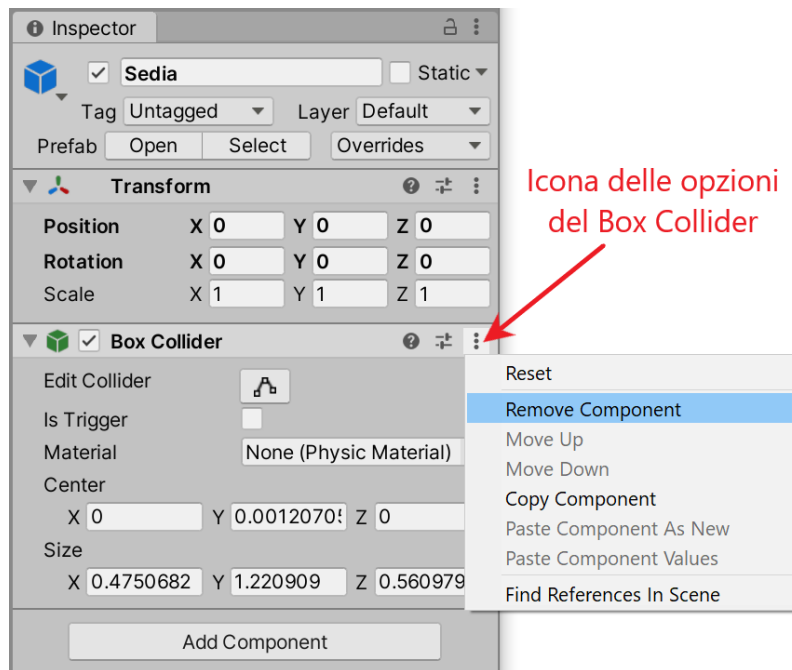 Inspector
Sedia Static
Tag Untagged Layer Default
Prefab Open Select Overrides
Transform
Position X 0 Y 0 Z 0
Rotation X 0 Y 0 Z 0
Scale X 1 Y 1 Z 1
Icona delle opzioni
del Box Collider
Box Collider
Edit Collider
Is Trigger
Material None (Physic Material)
Center
X 0 Y 0.00120705 Z 0
Size
X 0.4750682 Y 1.220909 Z 0.560979
Add Component
Reset
Remove Component
Move Up
Move Down
Copy Component
Paste Component As New
Paste Component Values
Find References In Scene